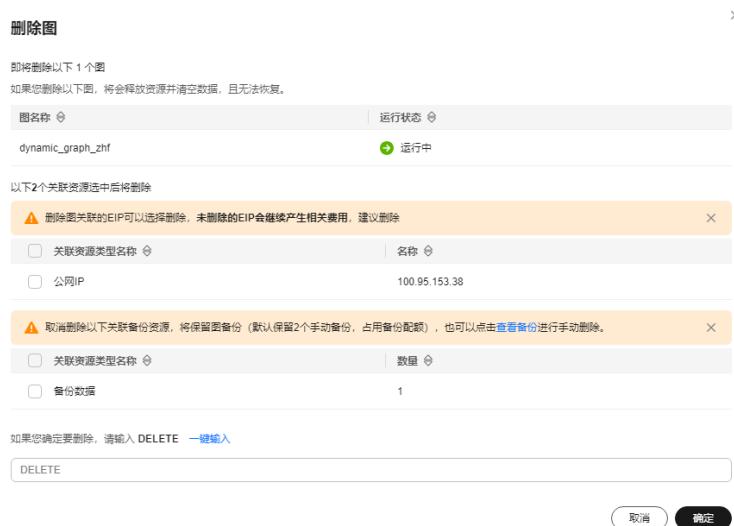 删除图
即将删除以下 1 个图
如果您删除以下图，将会释放资源并清空数据，且无法恢复。
图名称 运行状态
dynamic_graph_zhf 运行中
以下2个关联资源选中后将删除
删除图关联的EIP可以选择删除，未删除的EIP会继续产生相关费用，建议删除
关联资源类型名称 名称
公网IP 100.95.153.38
取消删除以下关联备份资源，将保留图备份（默认保留2个手动备份，占用备份配额），也可以点击查看备份进行手动删除。
关联资源类型名称 数量
备份数据 1
如果您确定要删除，请输入 DELETE 一键输入
DELETE
取消 确定